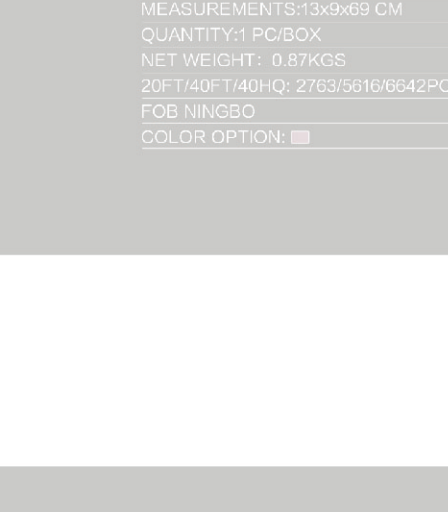 MEASUREMENTS:13x9x69 CM
QUANTITY:1 PC/BOX
NET WEIGHT: 0.87KGS
20FT/40FT/40HQ: 2763/5616/6642PC
FOB NINGBO
COLOR OPTION: